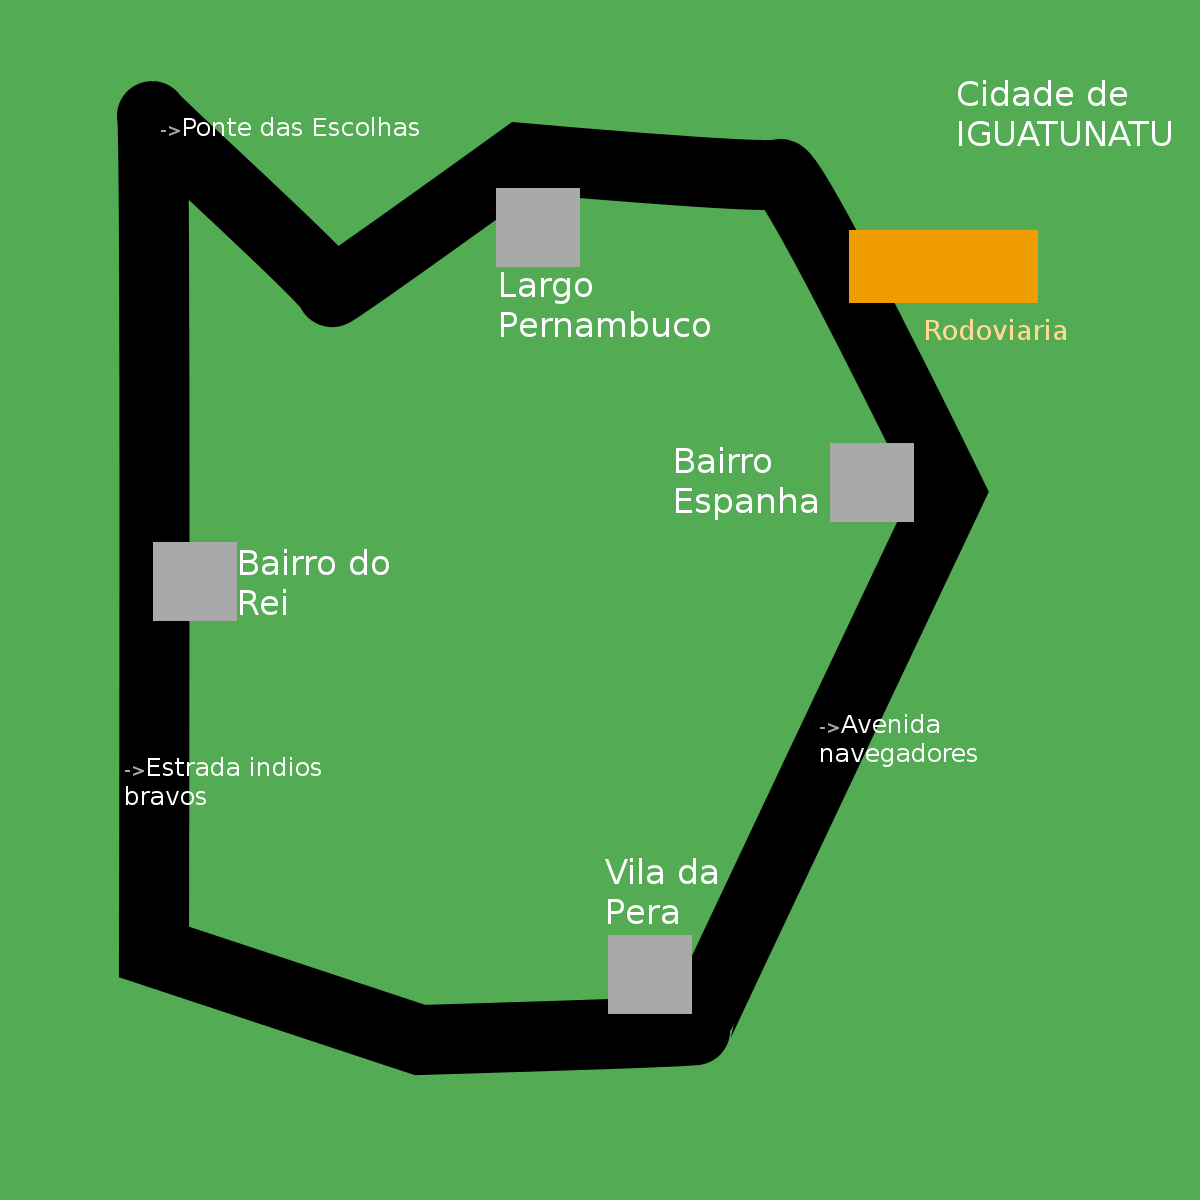 Cidade de
IGUATUNATU
->Ponte das Escolhas
Largo
Pernambuco
Rodoviaria
Bairro
Espanha
Bairro do
Rei
->Avenida
navegadores
->Estrada indios
bravos
Vila da
Pera